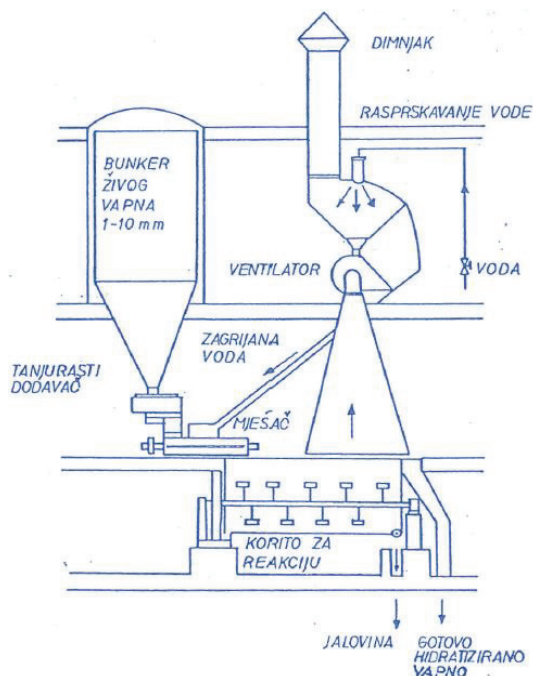 DIMNJAK
RASPRSKAVANJE VODE
BUNKER
ŽIVOG
VAPNA
1-10 mm
VENTILATOR
VODA
ZAGRIJANA
VODA
TANJURASTI
DODAVAČ
MJEŠAČ
KORITO ZA
REAKCIJU
JALOVINA
GOTOVO
HIDRATIZIRANO
VAPNO